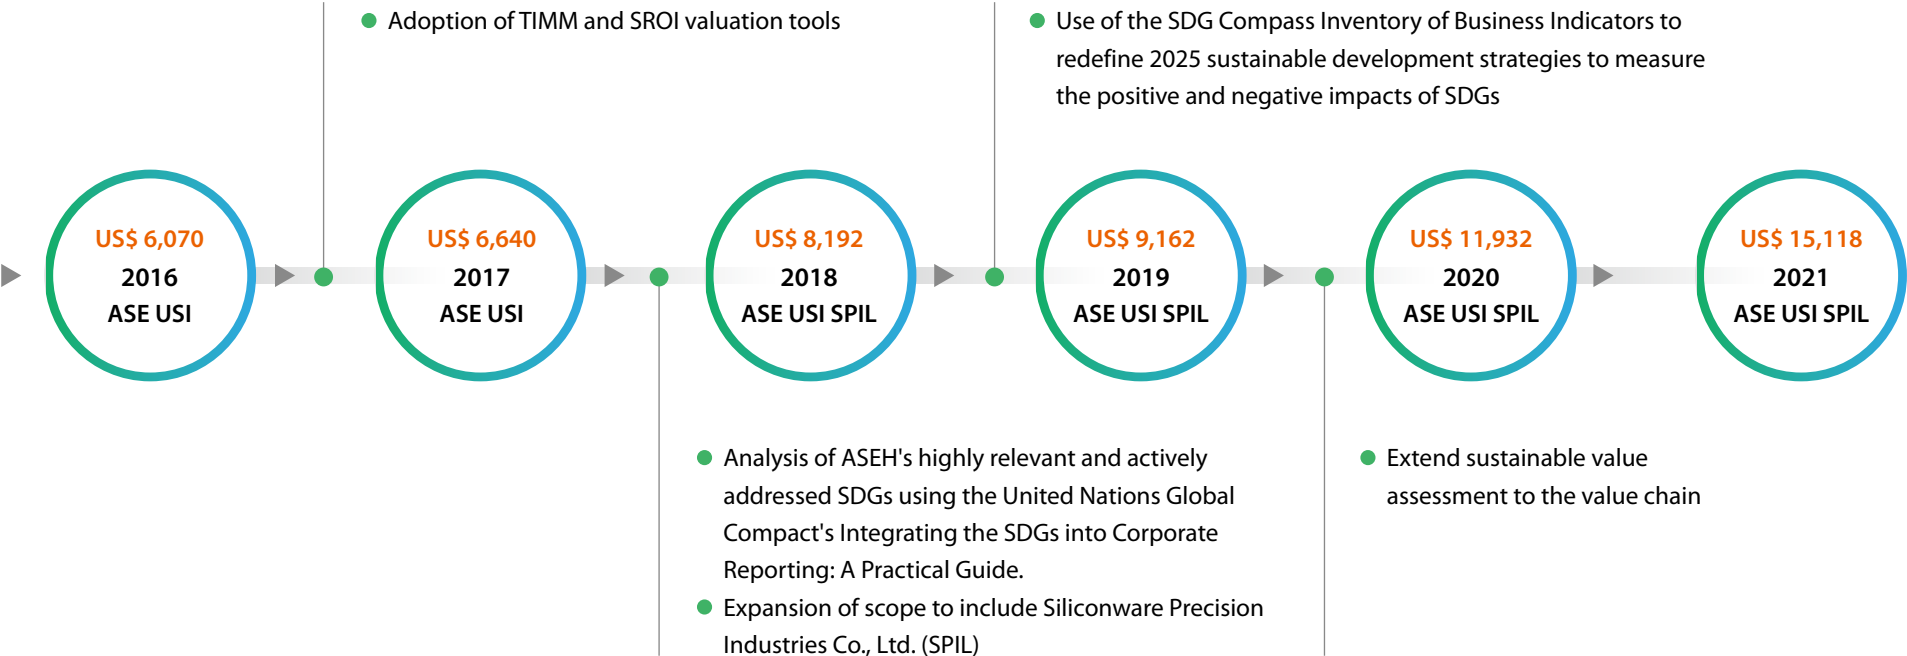 Adoption of TIMM and SROI valuation tools
Use of the SDG Compass Inventory of Business Indicators to
redefine 2025 sustainable development strategies to measure
the positive and negative impacts of SDGs
US$ 6,070
2016
ASE USI
US$ 6,640
2017
ASE USI
US$ 8,192
2018
ASE USI SPIL
US$ 9,162
2019
ASE USI SPIL
US$ 11,932
2020
ASE USI SPIL
US$ 15,118
2021
ASE USI SPIL
Analysis of ASEH's highly relevant and actively
addressed SDGs using the United Nations Global
Compact's Integrating the SDGs into Corporate
Reporting: A Practical Guide.
Expansion of scope to include Siliconware Precision
Industries Co., Ltd. (SPIL)
Extend sustainable value
assessment to the value chain